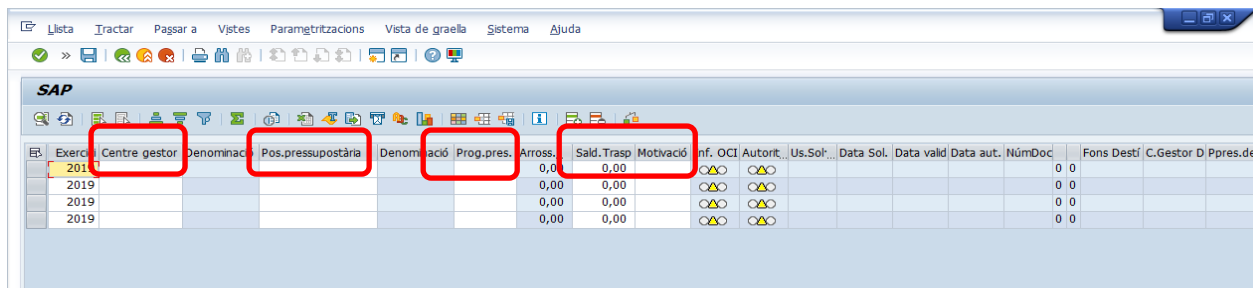 Llista Tractar Passar a Vistes Parametritzacions Vista de graella Sistema Ajuda
SAP
Exercici Centre gestor Denominació Pos.pressupostària Denominació Prog.pres. Arross... Sald.Trasp Motivació Inf. OCI Autorit... Us.Sol... Data Sol. Data valid Data aut. NúmDoc Fons Destí C.Gestor D Ppres.de
2019 0,00 0,00 0 0
2019 0,00 0,00 0 0
2019 0,00 0,00 0 0
2019 0,00 0,00 0 0